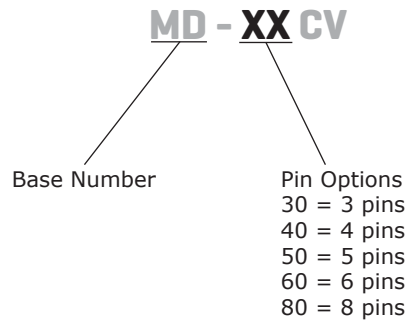 MD - XX CV
Base Number
Pin Options
30 = 3 pins
40 = 4 pins
50 = 5 pins
60 = 6 pins
80 = 8 pins